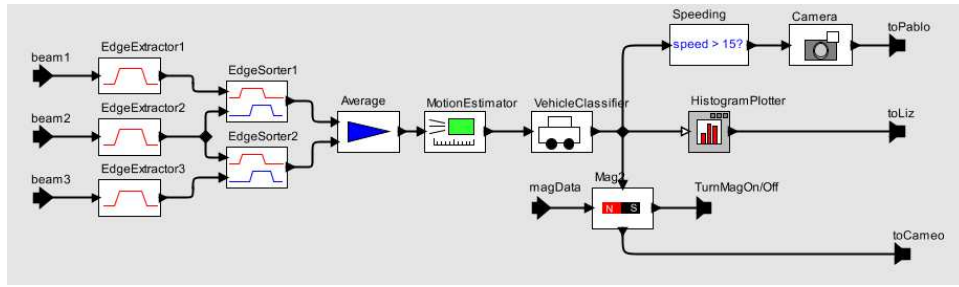 Speeding
Camera
toPablo
speed > 15?
beam1
EdgeExtractor1
EdgeSorter1
beam2
EdgeExtractor2
Average
MotionEstimator
VehicleClassifier
HistogramPlotter
toLiz
EdgeSorter2
beam3
EdgeExtractor3
magData
Mag2
TurnMagOn/Off
N S
toCameo